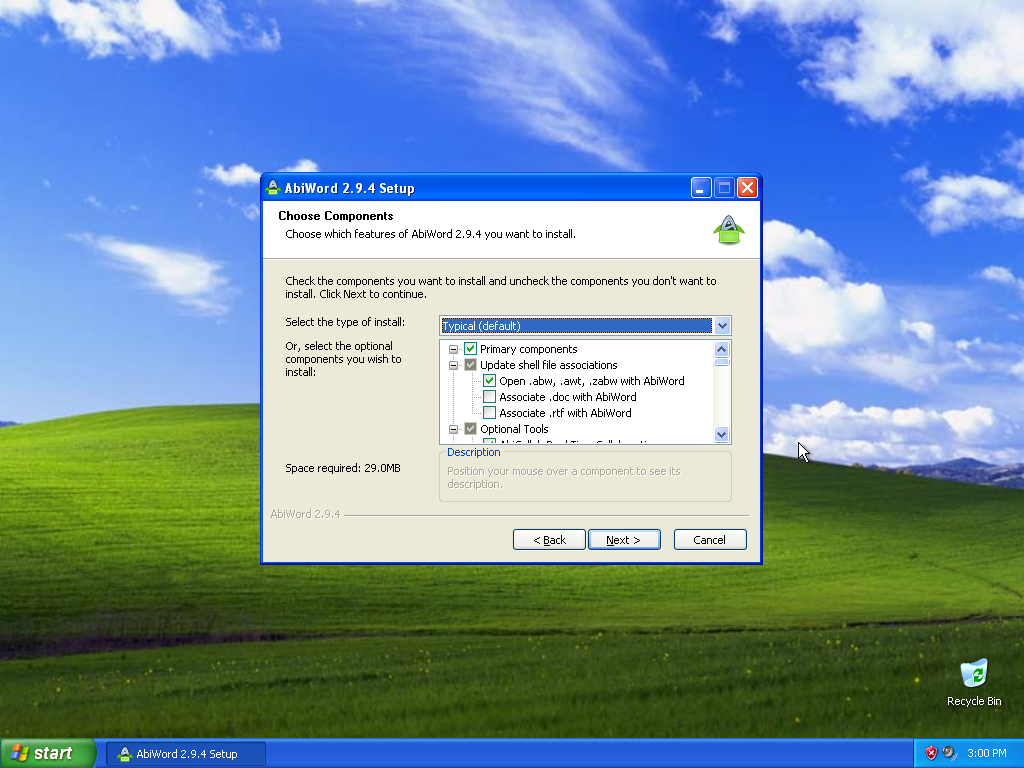 AbiWord 2.9.4 Setup
Choose Components
Choose which features of AbiWord 2.9.4 you want to install.
Check the components you want to install and uncheck the components you don't want to
install. Click Next to continue.
Select the type of install:
Typical (default)
Or, select the optional
components you wish to
install:
Primary components
Update shell file associations
Open .abw, .awt, .zabw with AbiWord
Associate .doc with AbiWord
Associate .rtf with AbiWord
Optional Tools
Space required: 29.0MB
Description
Position your mouse over a component to see its
description.
AbiWord 2.9.4
< Back
Next >
Cancel
Recycle Bin
start
AbiWord 2.9.4 Setup
3:00 PM